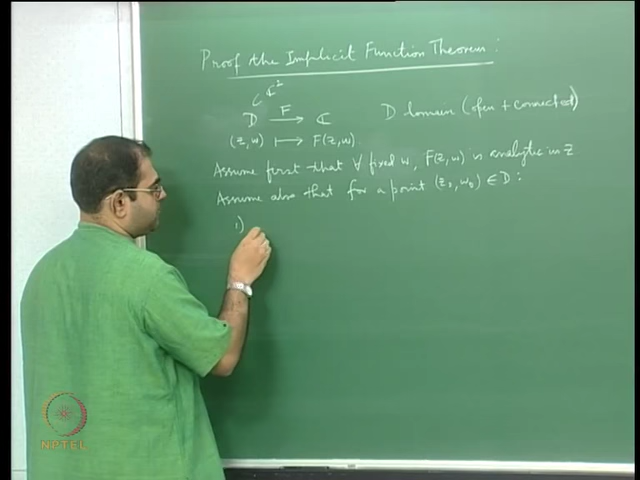 Proof the Implicit Function Theorem :
⊂ ℂ²
D F→ ℂ D domain (open + connected)
(z,w) ↦ F(z,w).
Assume first that ∀ fixed w, F(z,w) is analytic in z
Assume also that for a point (z₀,w₀) ∈ D :
1)
NPTEL